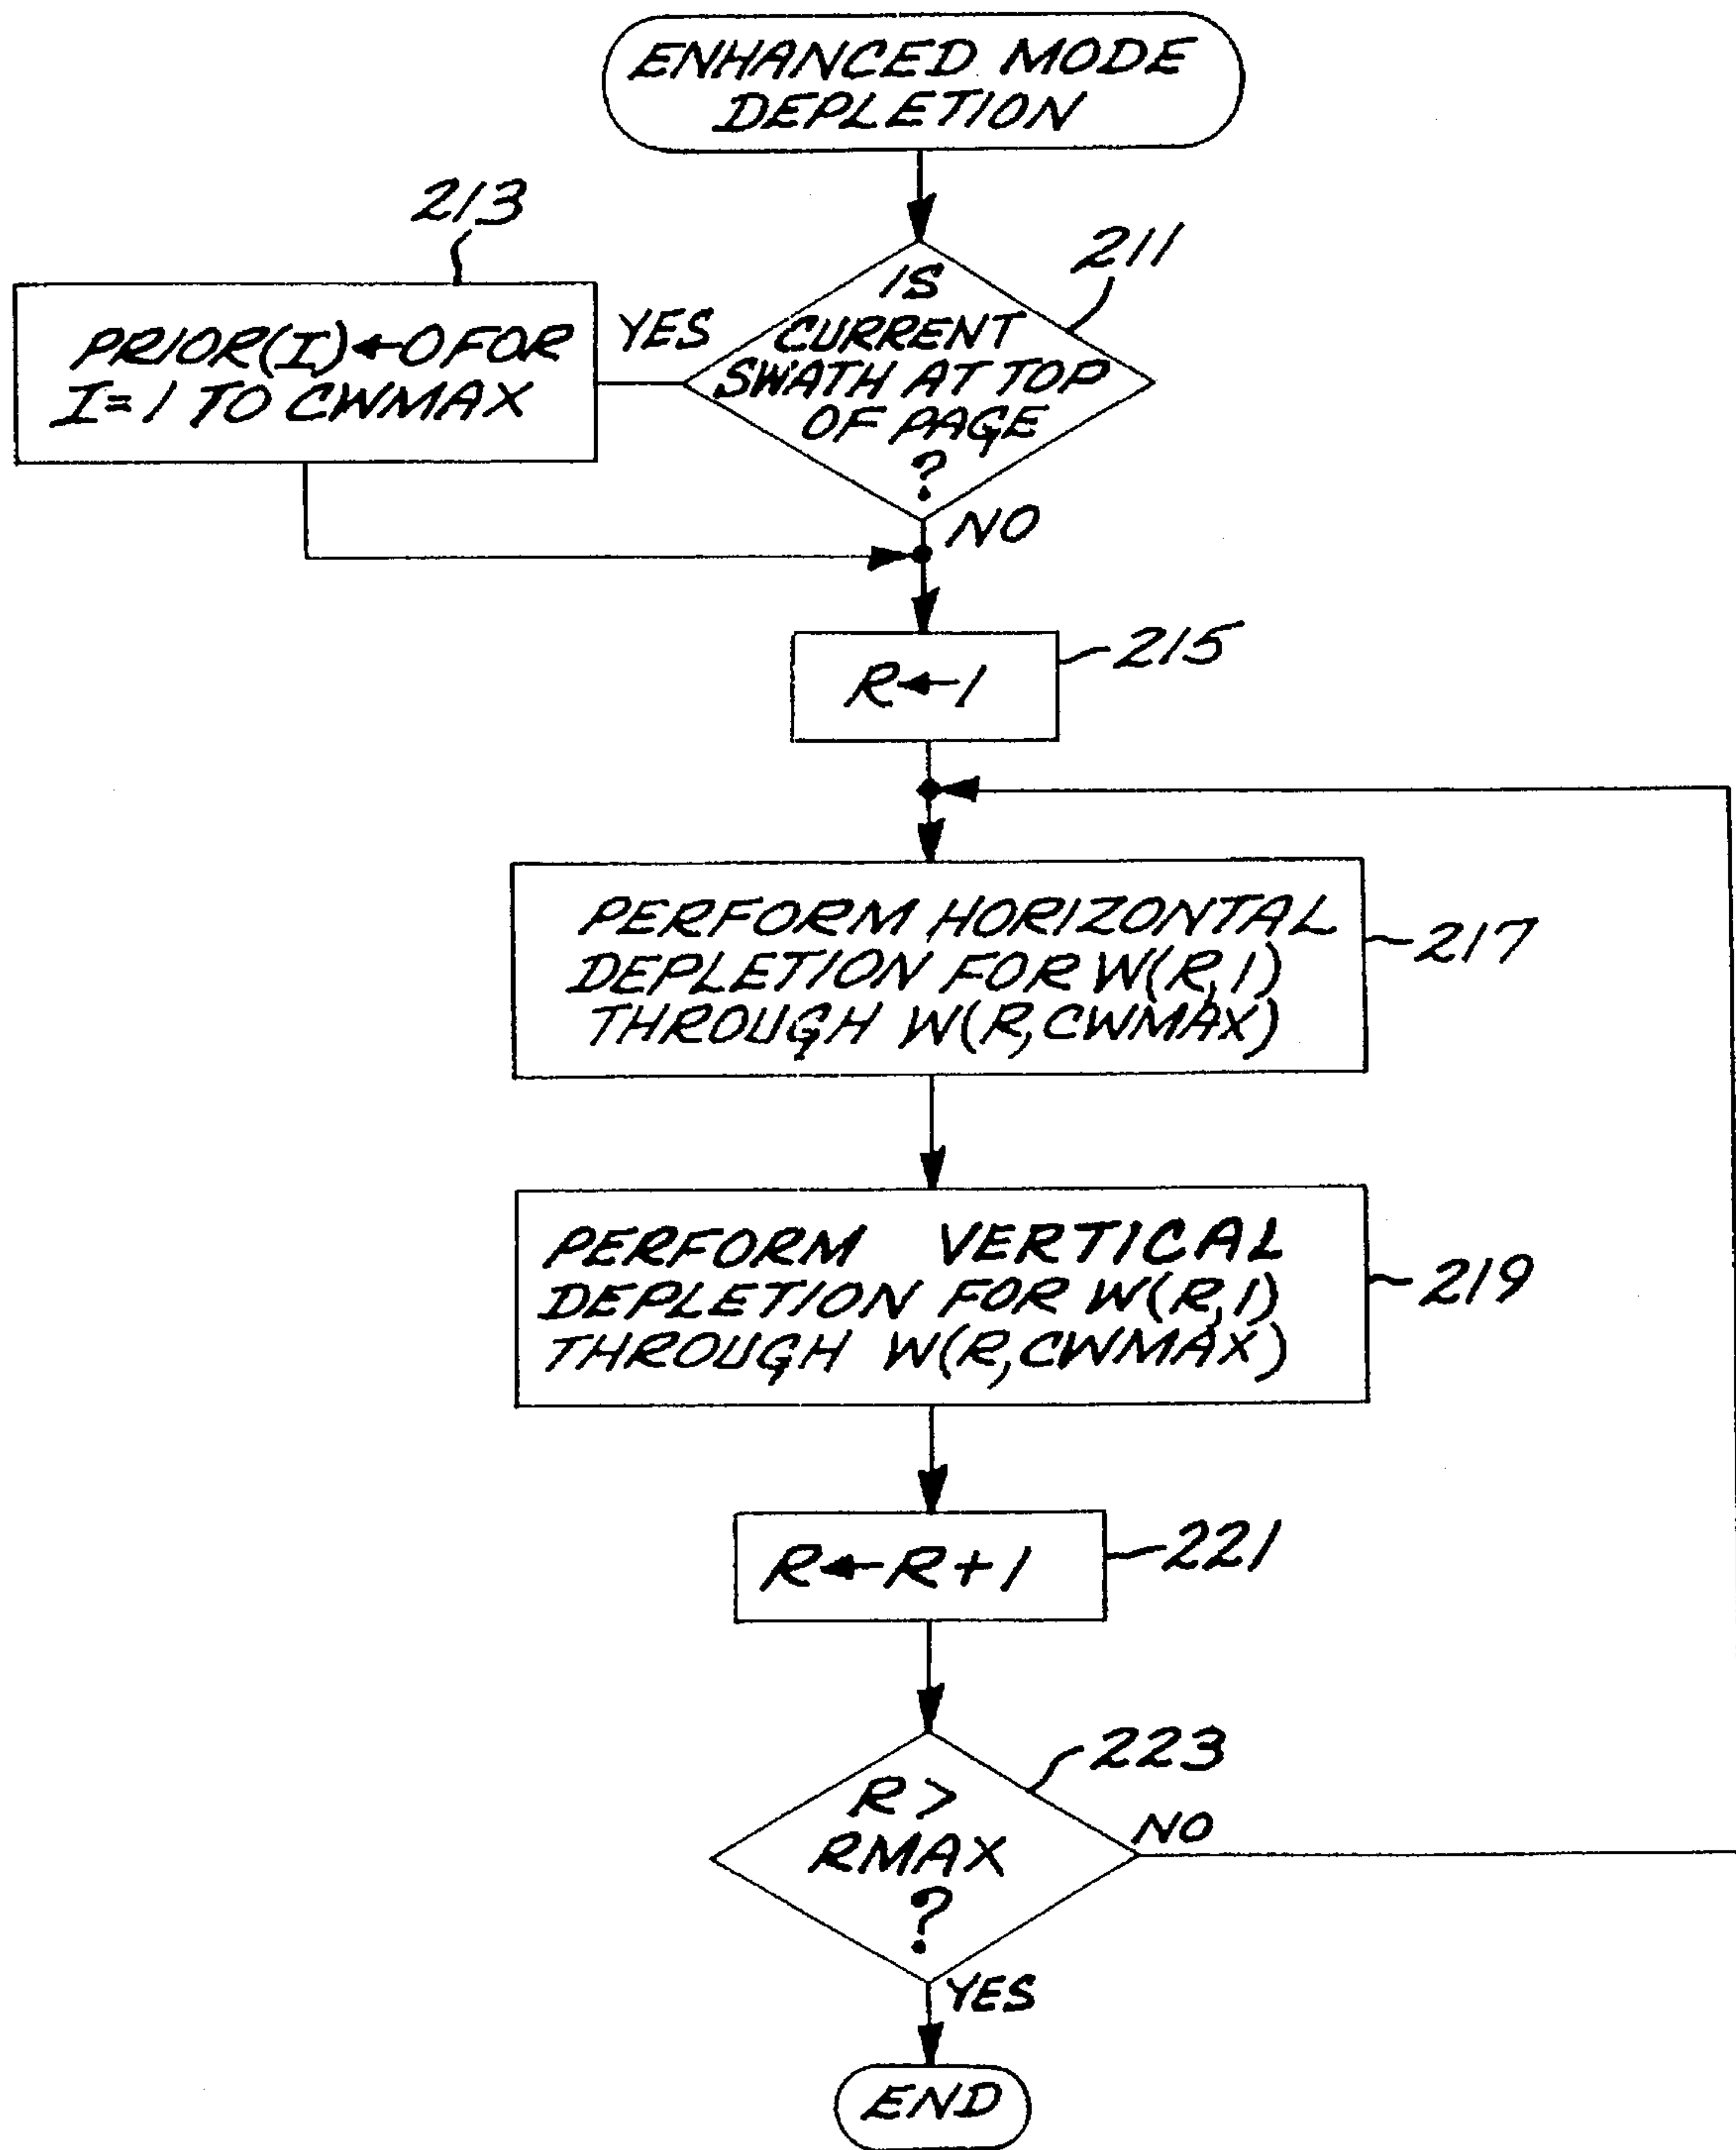 ENHANCED MODE
DEPLETION
213
211
IS
CURRENT
SWATH AT TOP
OF PAGE
?
YES
PRIOR(I)←0 FOR
I=1 TO CWMAX
NO
215
R←1
PERFORM HORIZONTAL
DEPLETION FOR W(R,1)
THROUGH W(R,CWMAX)
217
PERFORM VERTICAL
DEPLETION FOR W(R,1)
THROUGH W(R,CWMAX)
219
R←R+1
221
223
R>
RMAX
?
NO
YES
END